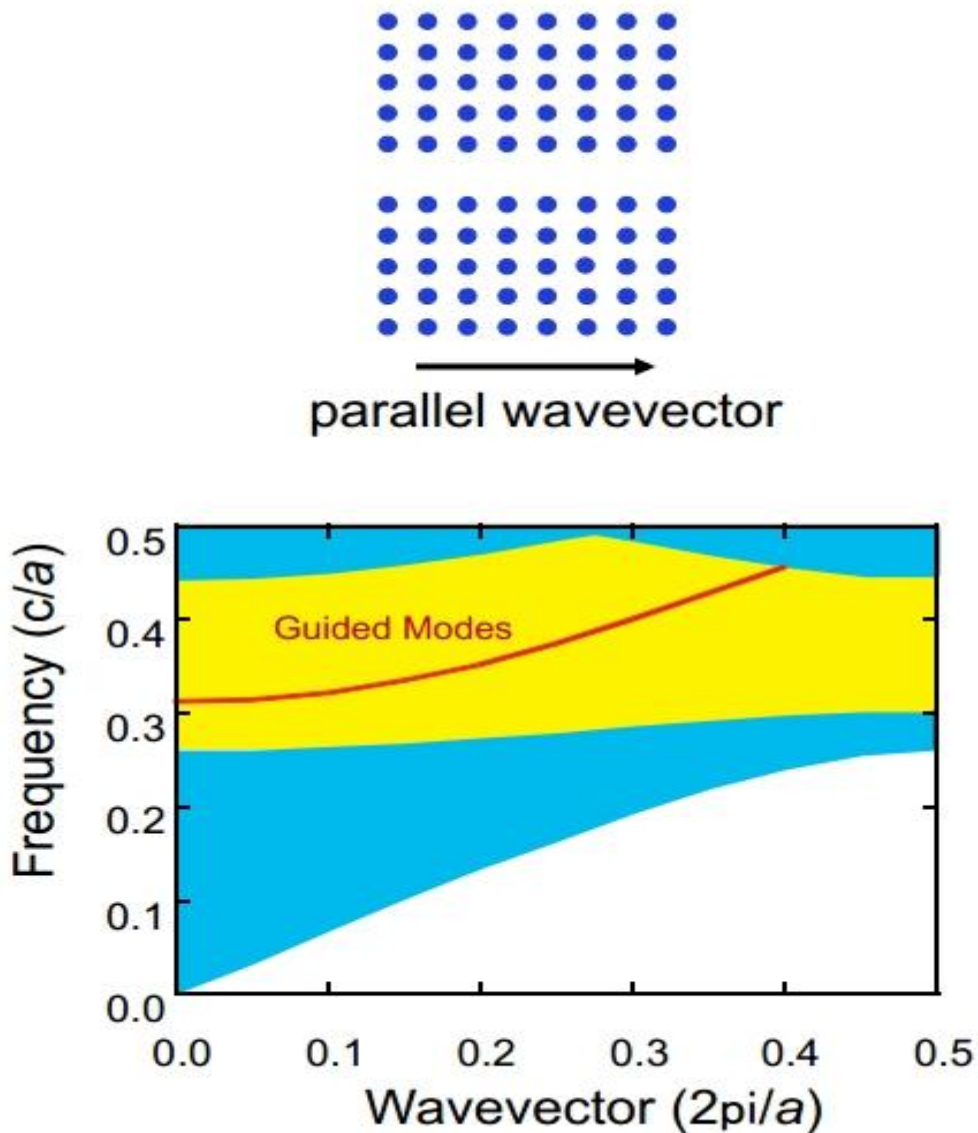 parallel wavevector
Frequency (c/a)
0.5
0.4
0.3
0.2
0.1
0.0
Guided Modes
0.0 0.1 0.2 0.3 0.4 0.5
Wavevector (2pi/a)